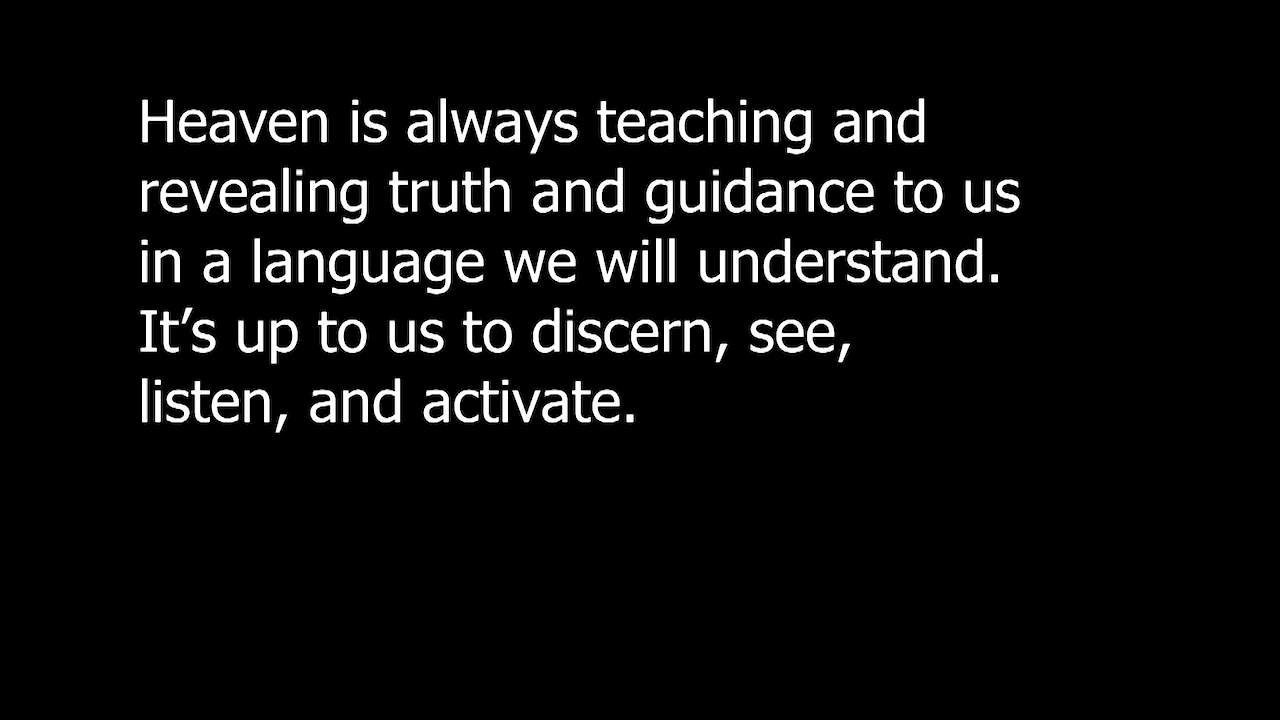 Heaven is always teaching and
revealing truth and guidance to us
in a language we will understand.
It’s up to us to discern, see,
listen, and activate.